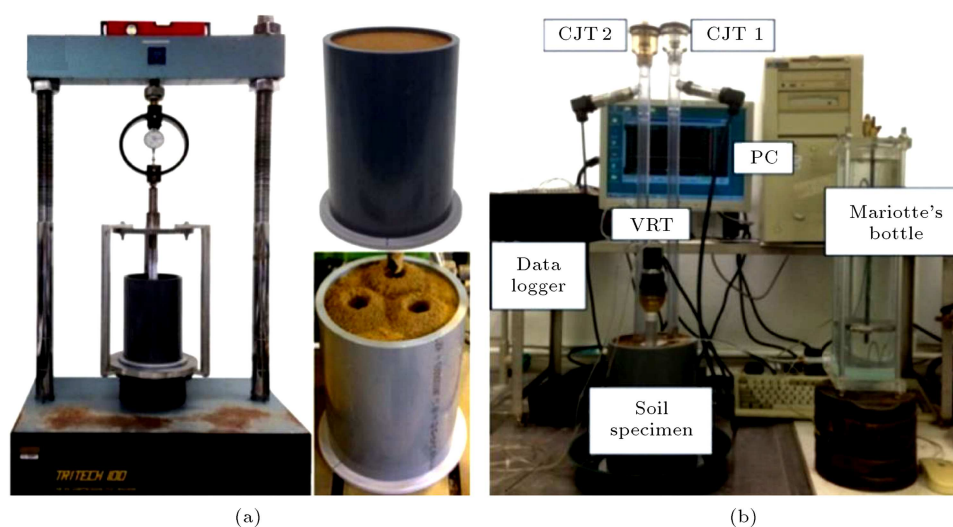 CJT 2
CJT 1
PC
VRT
Mariotte's
bottle
Data
logger
Soil
specimen
TRITECH 100
(a)
(b)